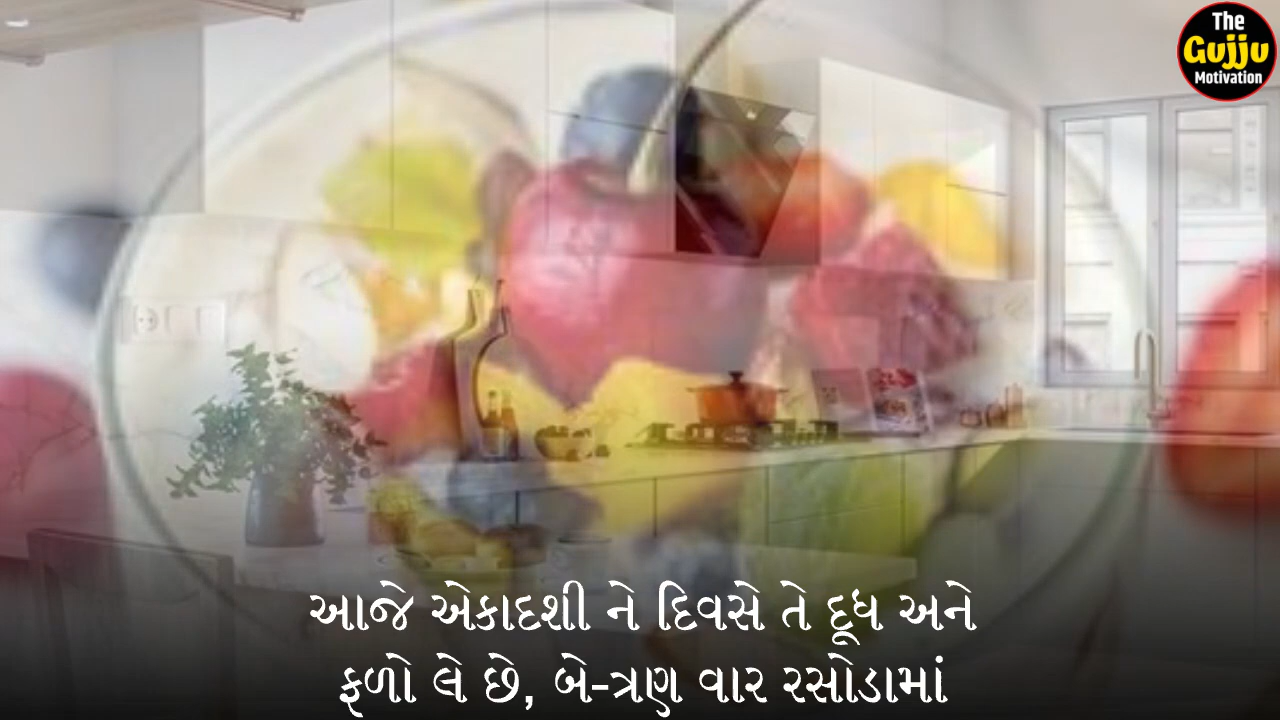 The
Gujju
Motivation
આજે એકાદશી ને દિવસે તે દૂધ અને
ફળો લે છે, બે-ત્રણ વાર રસોડામાં